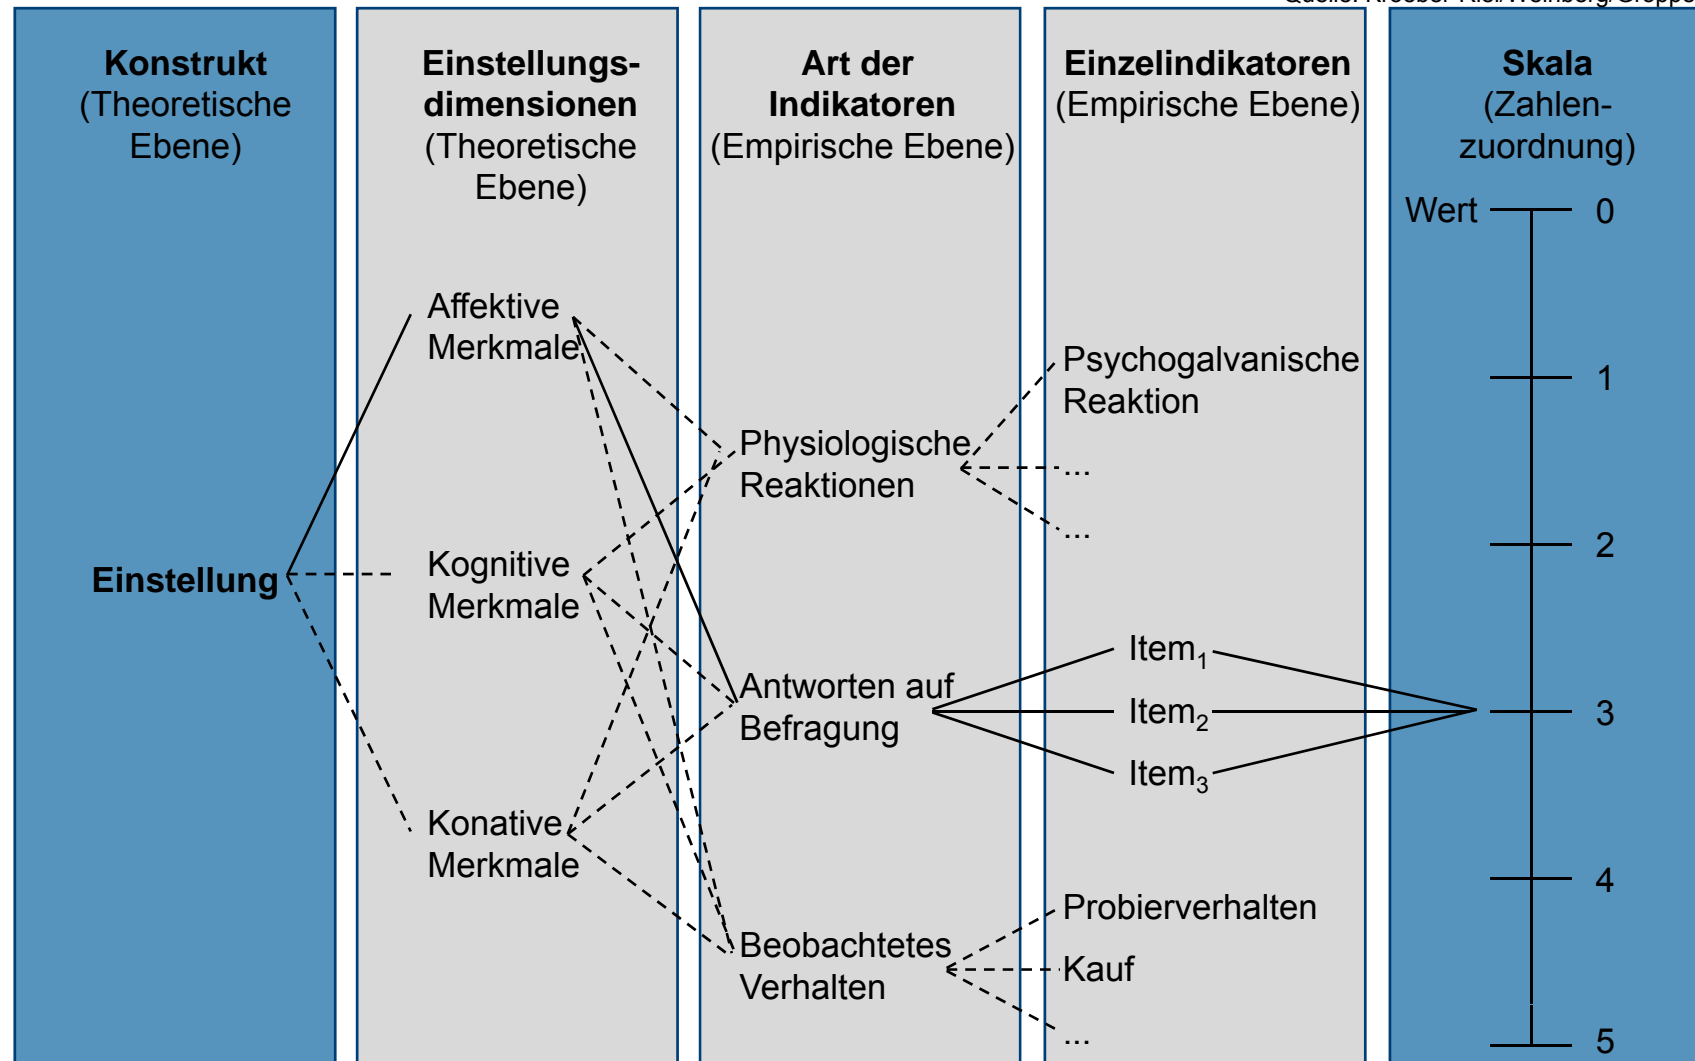 Konstrukt
(Theoretische
Ebene)
Einstellungs-
dimensionen
(Theoretische
Ebene)
Art der
Indikatoren
(Empirische Ebene)
Einzelindikatoren
(Empirische Ebene)
Skala
(Zahlen-
zuordnung)
Einstellung
Affektive
Merkmale
Kognitive
Merkmale
Konative
Merkmale
Physiologische
Reaktionen
Antworten auf
Befragung
Beobachtetes
Verhalten
Psychogalvanische
Reaktion
...
...
Item₁
Item₂
Item₃
Probierverhalten
Kauf
...
Wert
0
1
2
3
4
5